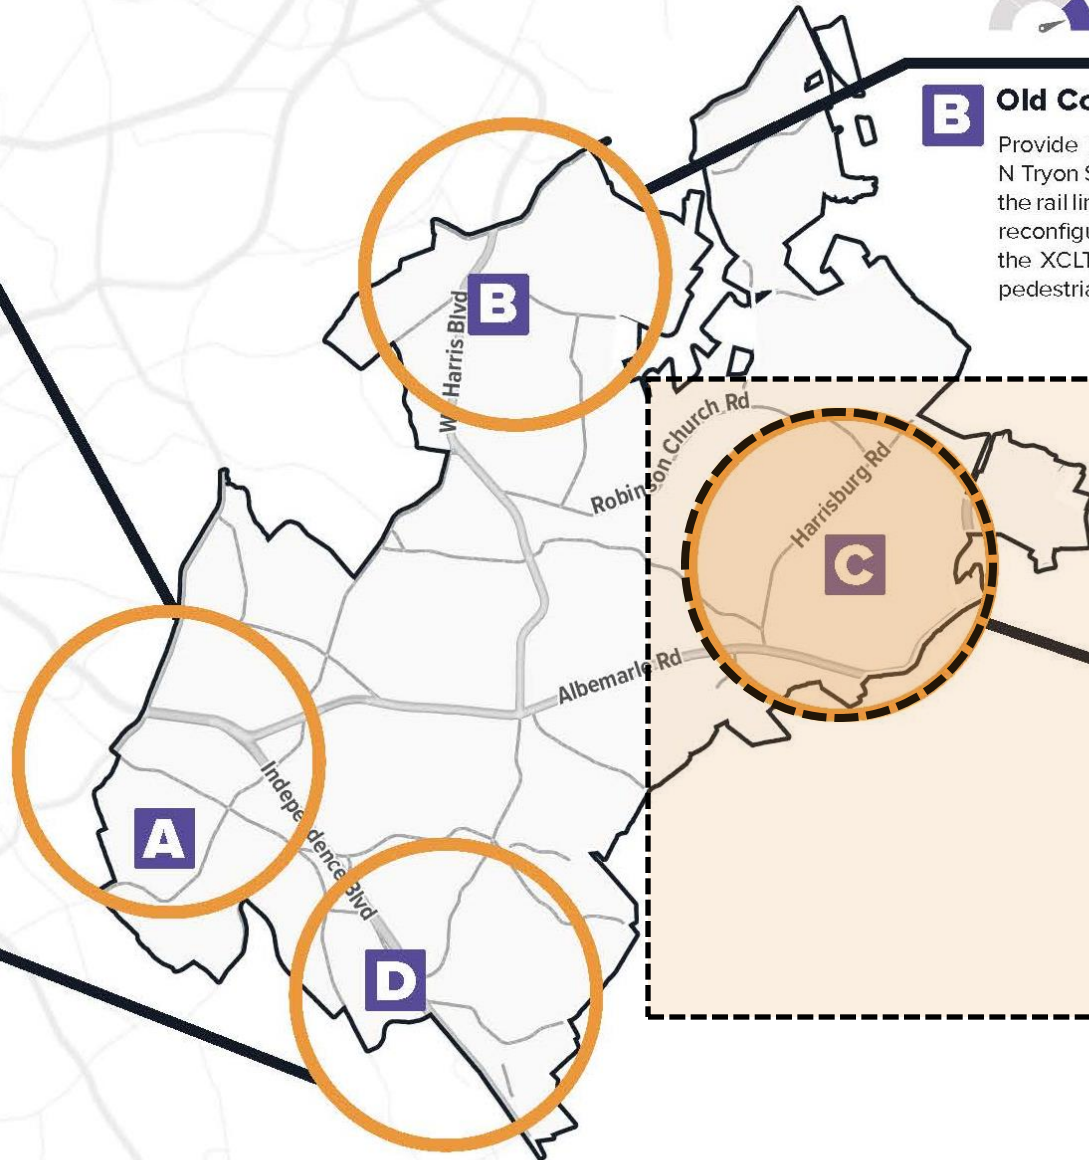 B
Old Co
Provide
N Tryon S
the rail lin
reconfigu
the XCLT
pedestria
B
W. Harris Blvd
Robinson Church Rd
Harrisburg Rd
C
Albemarle Rd
A
Independence Blvd
D